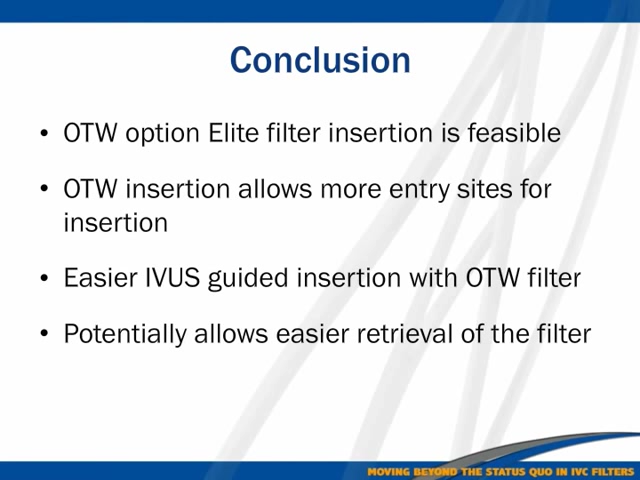 Conclusion
• OTW option Elite filter insertion is feasible
• OTW insertion allows more entry sites for
insertion
• Easier IVUS guided insertion with OTW filter
• Potentially allows easier retrieval of the filter
MOVING BEYOND THE STATUS QUO IN IVC FILTERS